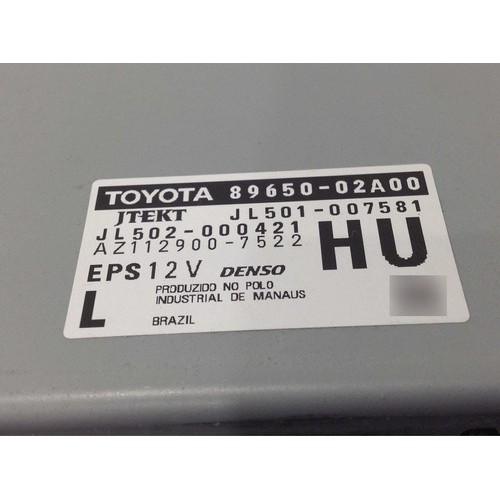 TOYOTA 89650-02A00
JTEKT JL501-007581
JL502-000421
AZ112900-7522 HU
EPS12V DENSO
PRODUZIDO NO POLO
INDUSTRIAL DE MANAUS
L BRAZIL